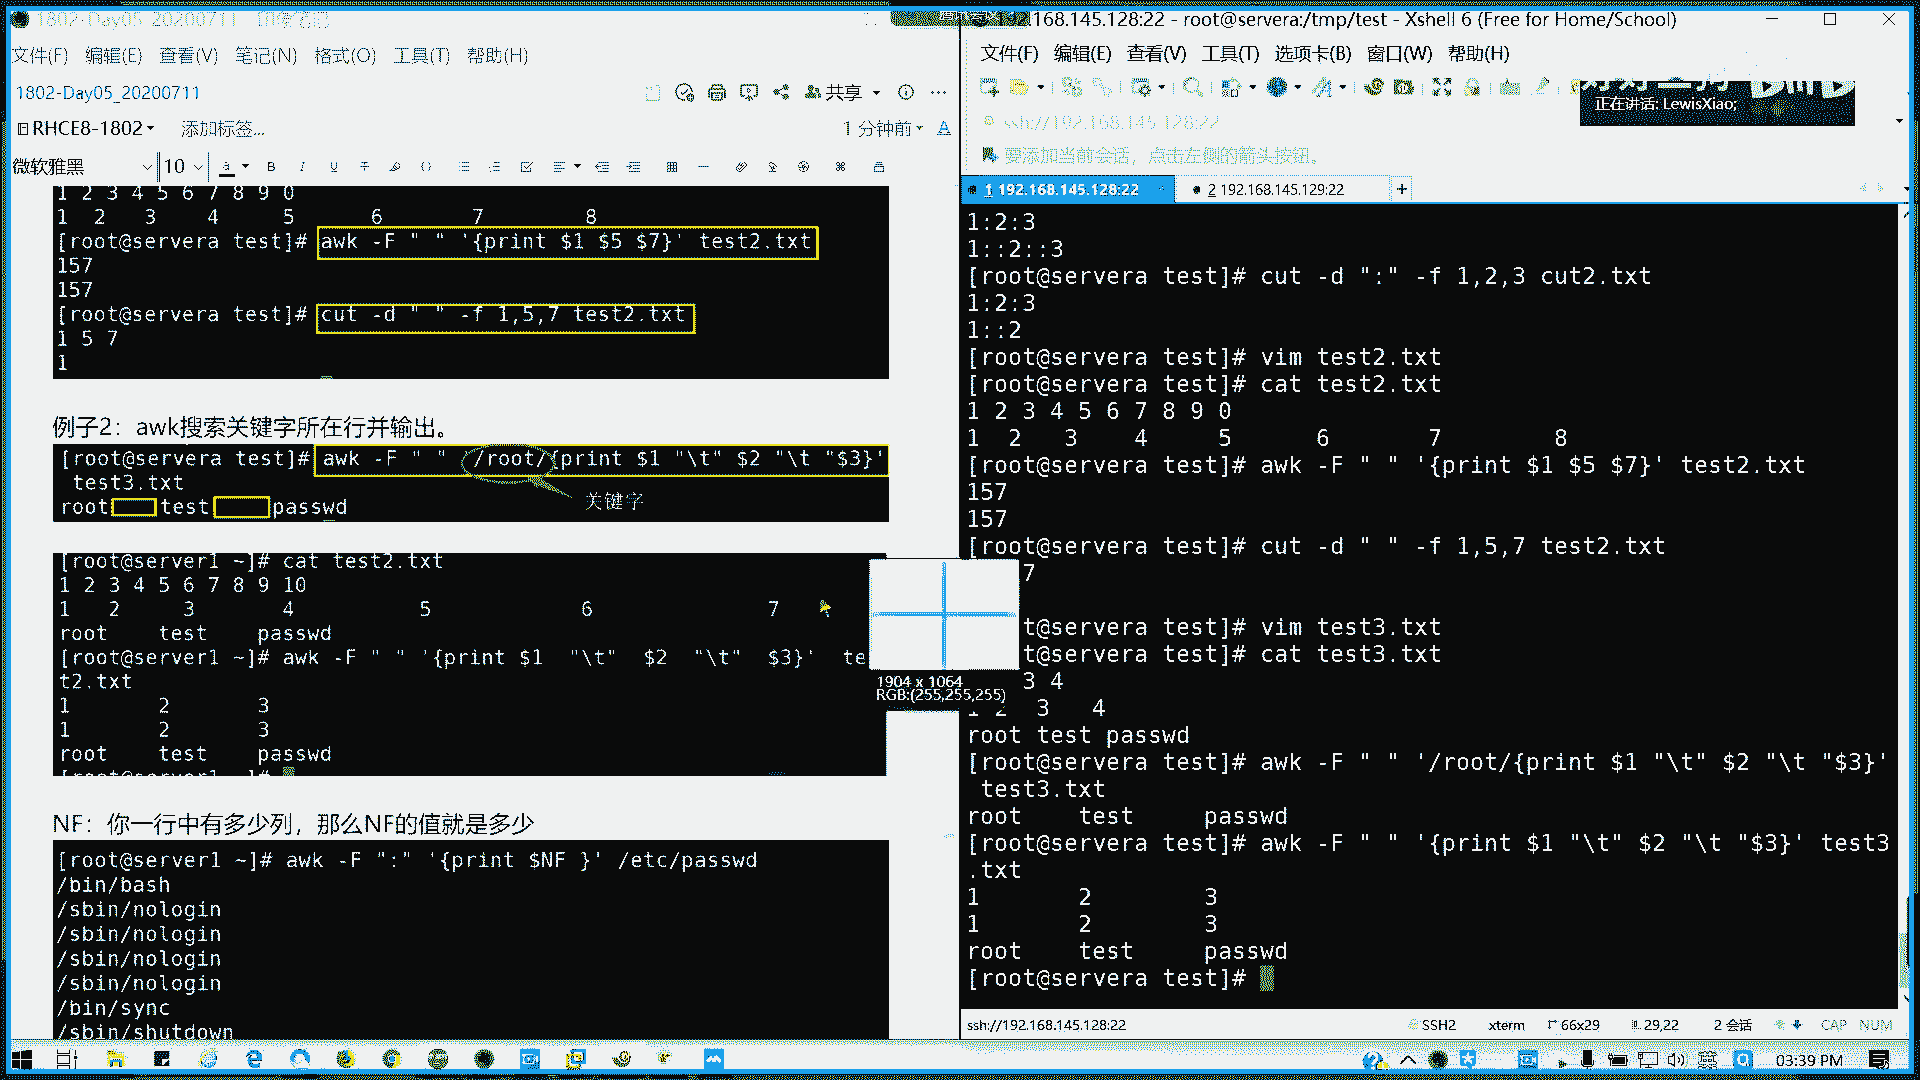 1802-Day05_20200711 - 印象笔记
文件(F) 编辑(E) 查看(V) 笔记(N) 格式(O) 工具(T) 帮助(H)
1802-Day05_20200711
共享
RHCE8-1802
添加标签...
1 分钟前
微软雅黑 10
1 2 3 4 5 6 7 8 9 0
1 2 3 4 5 6 7 8
[root@servera test]# awk -F " " '{print $1 $5 $7}' test2.txt
157
157
[root@servera test]# cut -d " " -f 1,5,7 test2.txt
1 5 7
1
例子2：awk搜索关键字所在行并输出。
[root@servera test]# awk -F " " '/root/{print $1 "\t" $2 "\t "$3}'
test3.txt
root test passwd
关键字
[root@server1 ~]# cat test2.txt
1 2 3 4 5 6 7 8 9 10
1 2 3 4 5 6 7
root test passwd
[root@server1 ~]# awk -F " " '{print $1 "\t" $2 "\t" $3}' te
t2.txt
1 2 3
1 2 3
root test passwd
[root@server1 ~]#
NF：你一行中有多少列，那么NF的值就是多少
[root@server1 ~]# awk -F ":" '{print $NF }' /etc/passwd
/bin/bash
/sbin/nologin
/sbin/nologin
/sbin/nologin
/sbin/nologin
/bin/sync
/sbin/shutdown
1904 x 1064
RGB:(255,255,255)
168.145.128:22 - root@servera:/tmp/test - Xshell 6 (Free for Home/School)
文件(F) 编辑(E) 查看(V) 工具(T) 选项卡(B) 窗口(W) 帮助(H)
正在讲话: LewisXiao;
ssh://192.168.145.128:22
要添加当前会话，点击左侧的箭头按钮。
1 192.168.145.128:22
2 192.168.145.129:22
1:2:3
1::2::3
[root@servera test]# cut -d ":" -f 1,2,3 cut2.txt
1:2:3
1::2
[root@servera test]# vim test2.txt
[root@servera test]# cat test2.txt
1 2 3 4 5 6 7 8 9 0
1 2 3 4 5 6 7 8
[root@servera test]# awk -F " " '{print $1 $5 $7}' test2.txt
157
157
[root@servera test]# cut -d " " -f 1,5,7 test2.txt
7
t@servera test]# vim test3.txt
t@servera test]# cat test3.txt
3 4
1 2 3 4
root test passwd
[root@servera test]# awk -F " " '/root/{print $1 "\t" $2 "\t "$3}'
test3.txt
root test passwd
[root@servera test]# awk -F " " '{print $1 "\t" $2 "\t "$3}' test3
.txt
1 2 3
1 2 3
root test passwd
[root@servera test]#
ssh://192.168.145.128:22 SSH2 xterm 66x29 29,22 2 会话 CAP NUM
03:39 PM